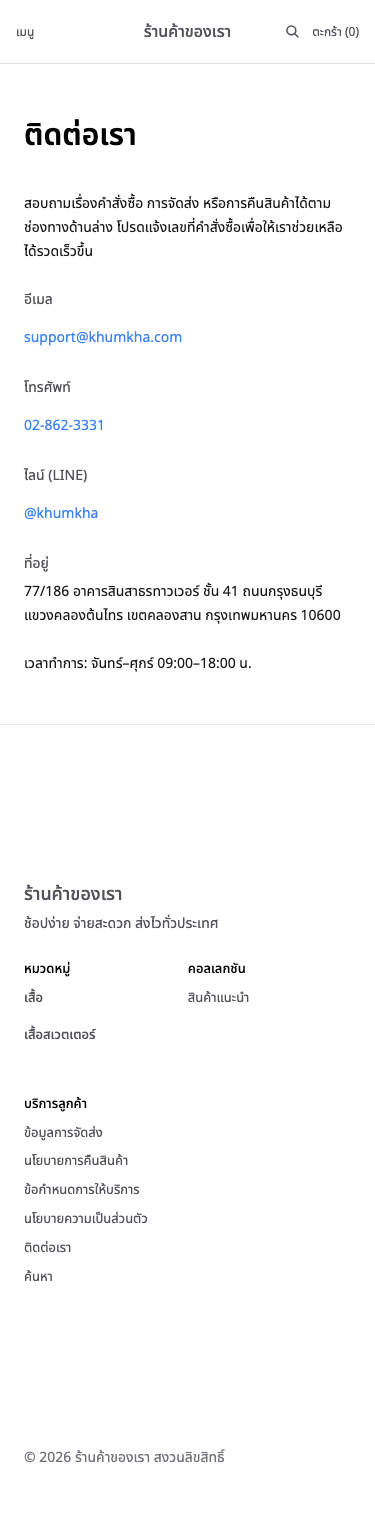 เมนู ร้านค้าของเรา ตะกร้า (0)
ติดต่อเรา
สอบถามเรื่องคำสั่งซื้อ การจัดส่ง หรือการคืนสินค้าได้ตาม
ช่องทางด้านล่าง โปรดแจ้งเลขที่คำสั่งซื้อเพื่อให้เราช่วยเหลือ
ได้รวดเร็วขึ้น
อีเมล
support@khumkha.com
โทรศัพท์
02-862-3331
ไลน์ (LINE)
@khumkha
ที่อยู่
77/186 อาคารสินสาธรทาวเวอร์ ชั้น 41 ถนนกรุงธนบุรี
แขวงคลองต้นไทร เขตคลองสาน กรุงเทพมหานคร 10600
เวลาทำการ: จันทร์–ศุกร์ 09:00–18:00 น.
ร้านค้าของเรา
ช้อปง่าย จ่ายสะดวก ส่งไวทั่วประเทศ
หมวดหมู่
เสื้อ
เสื้อสเวตเตอร์
คอลเลกชัน
สินค้าแนะนำ
บริการลูกค้า
ข้อมูลการจัดส่ง
นโยบายการคืนสินค้า
ข้อกำหนดการให้บริการ
นโยบายความเป็นส่วนตัว
ติดต่อเรา
ค้นหา
© 2026 ร้านค้าของเรา สงวนลิขสิทธิ์